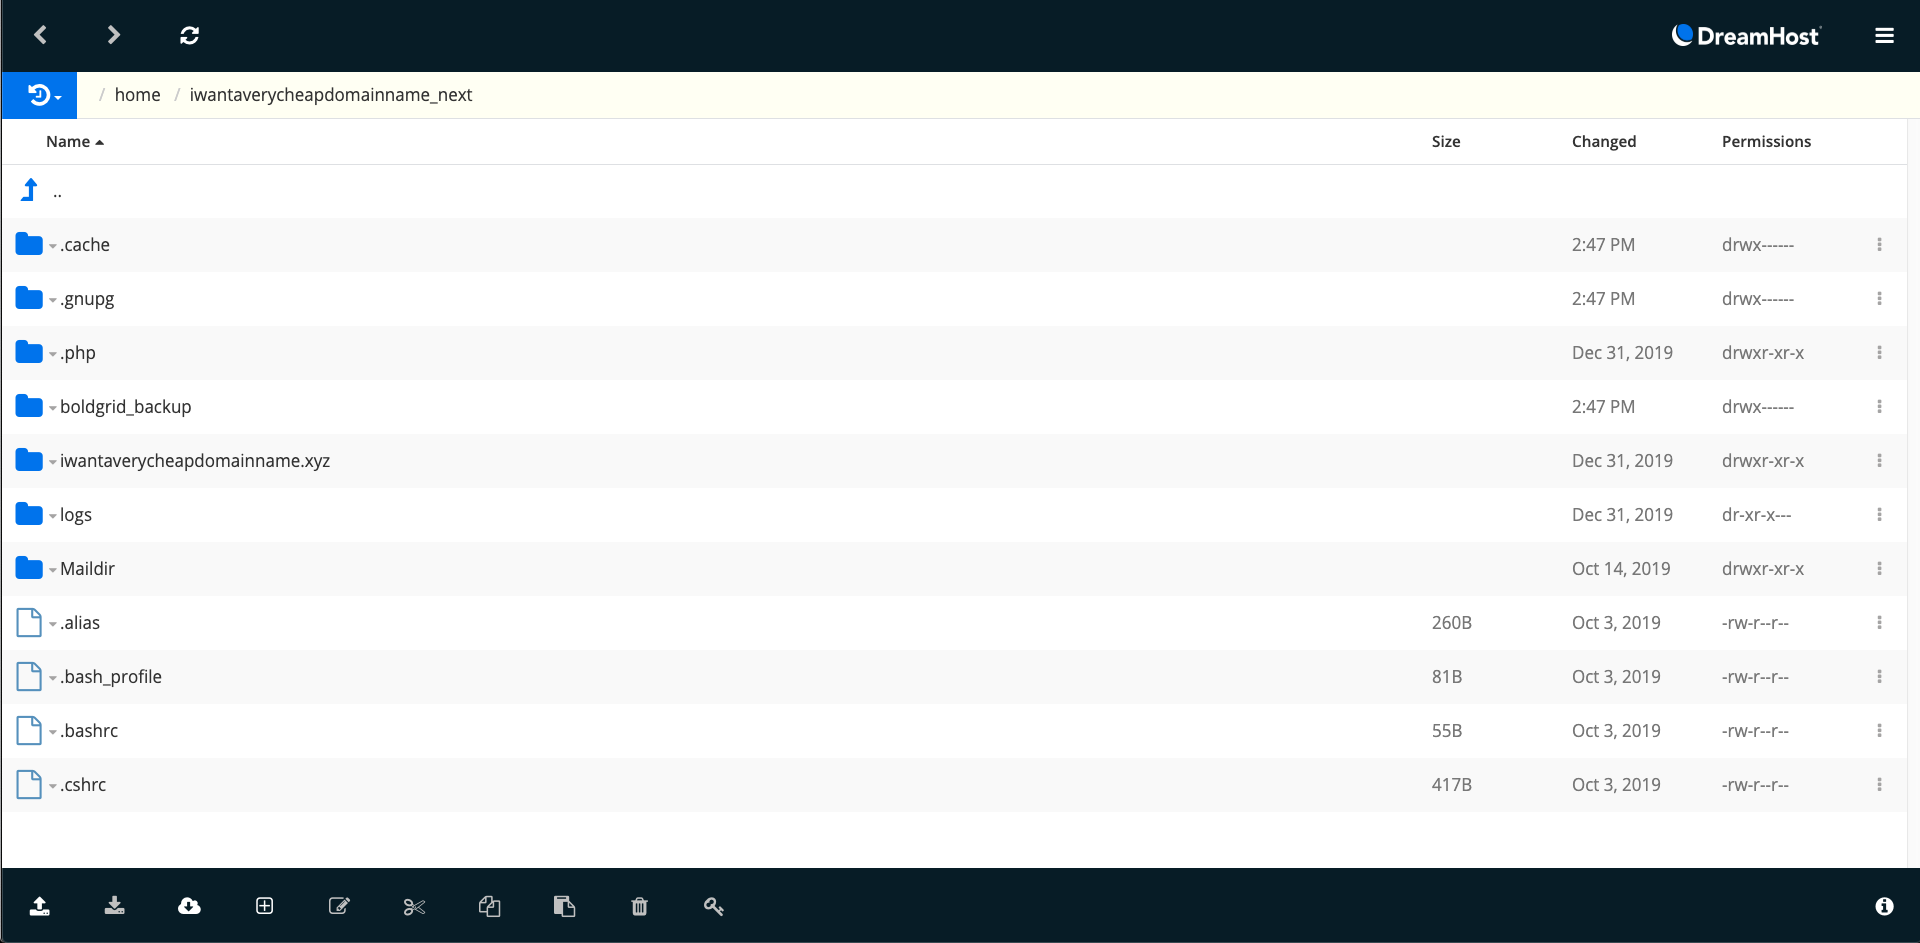 DreamHost
/ home / iwantaverycheapdomainname_next
Name Size Changed Permissions
..
.cache 2:47 PM drwx------
.gnupg 2:47 PM drwx------
.php Dec 31, 2019 drwxr-xr-x
boldgrid_backup 2:47 PM drwx------
iwantaverycheapdomainname.xyz Dec 31, 2019 drwxr-xr-x
logs Dec 31, 2019 dr-xr-x---
Maildir Oct 14, 2019 drwxr-xr-x
.alias 260B Oct 3, 2019 -rw-r--r--
.bash_profile 81B Oct 3, 2019 -rw-r--r--
.bashrc 55B Oct 3, 2019 -rw-r--r--
.cshrc 417B Oct 3, 2019 -rw-r--r--